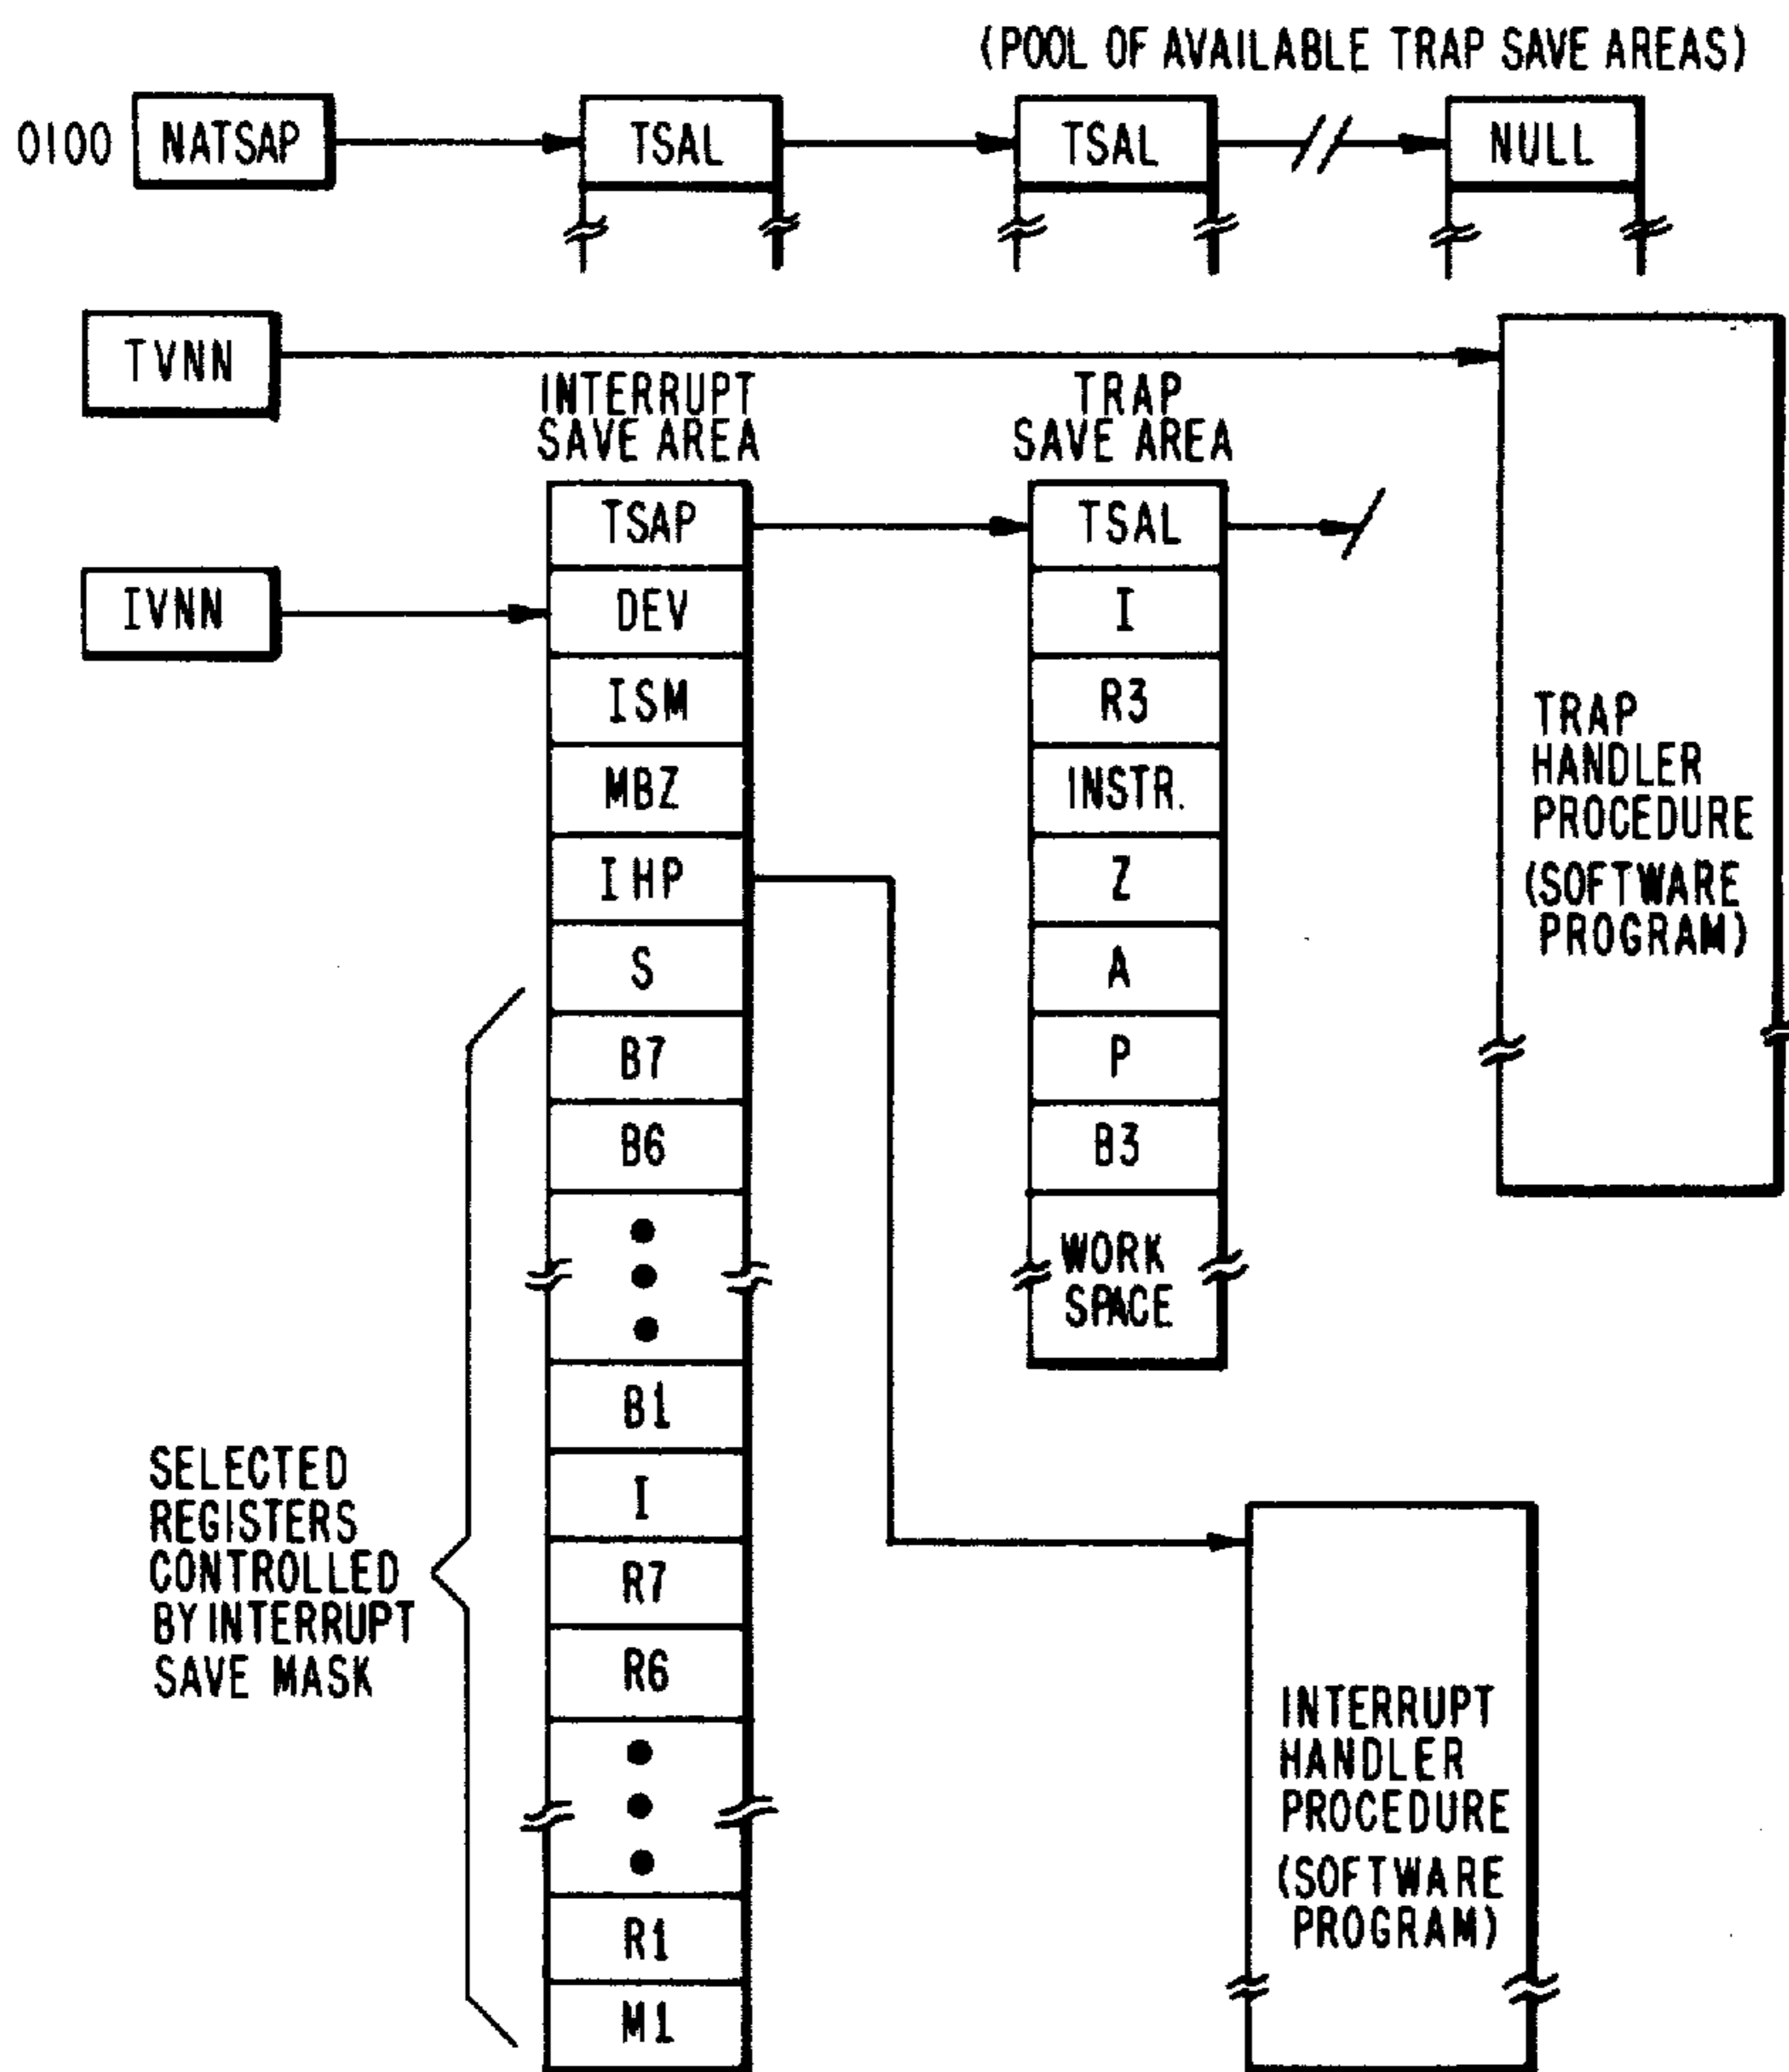 (POOL OF AVAILABLE TRAP SAVE AREAS)
0100 NATSAP TSAL TSAL NULL
TVNN
INTERRUPT
SAVE AREA
TRAP
SAVE AREA
IVNN
TSAP
DEV
ISM
MBZ
IHP
S
B7
B6
B1
I
R7
R6
R1
M1
TSAL
I
R3
INSTR.
Z
A
P
B3
WORK
SPACE
TRAP
HANDLER
PROCEDURE
(SOFTWARE
PROGRAM)
SELECTED
REGISTERS
CONTROLLED
BY INTERRUPT
SAVE MASK
INTERRUPT
HANDLER
PROCEDURE
(SOFTWARE
PROGRAM)